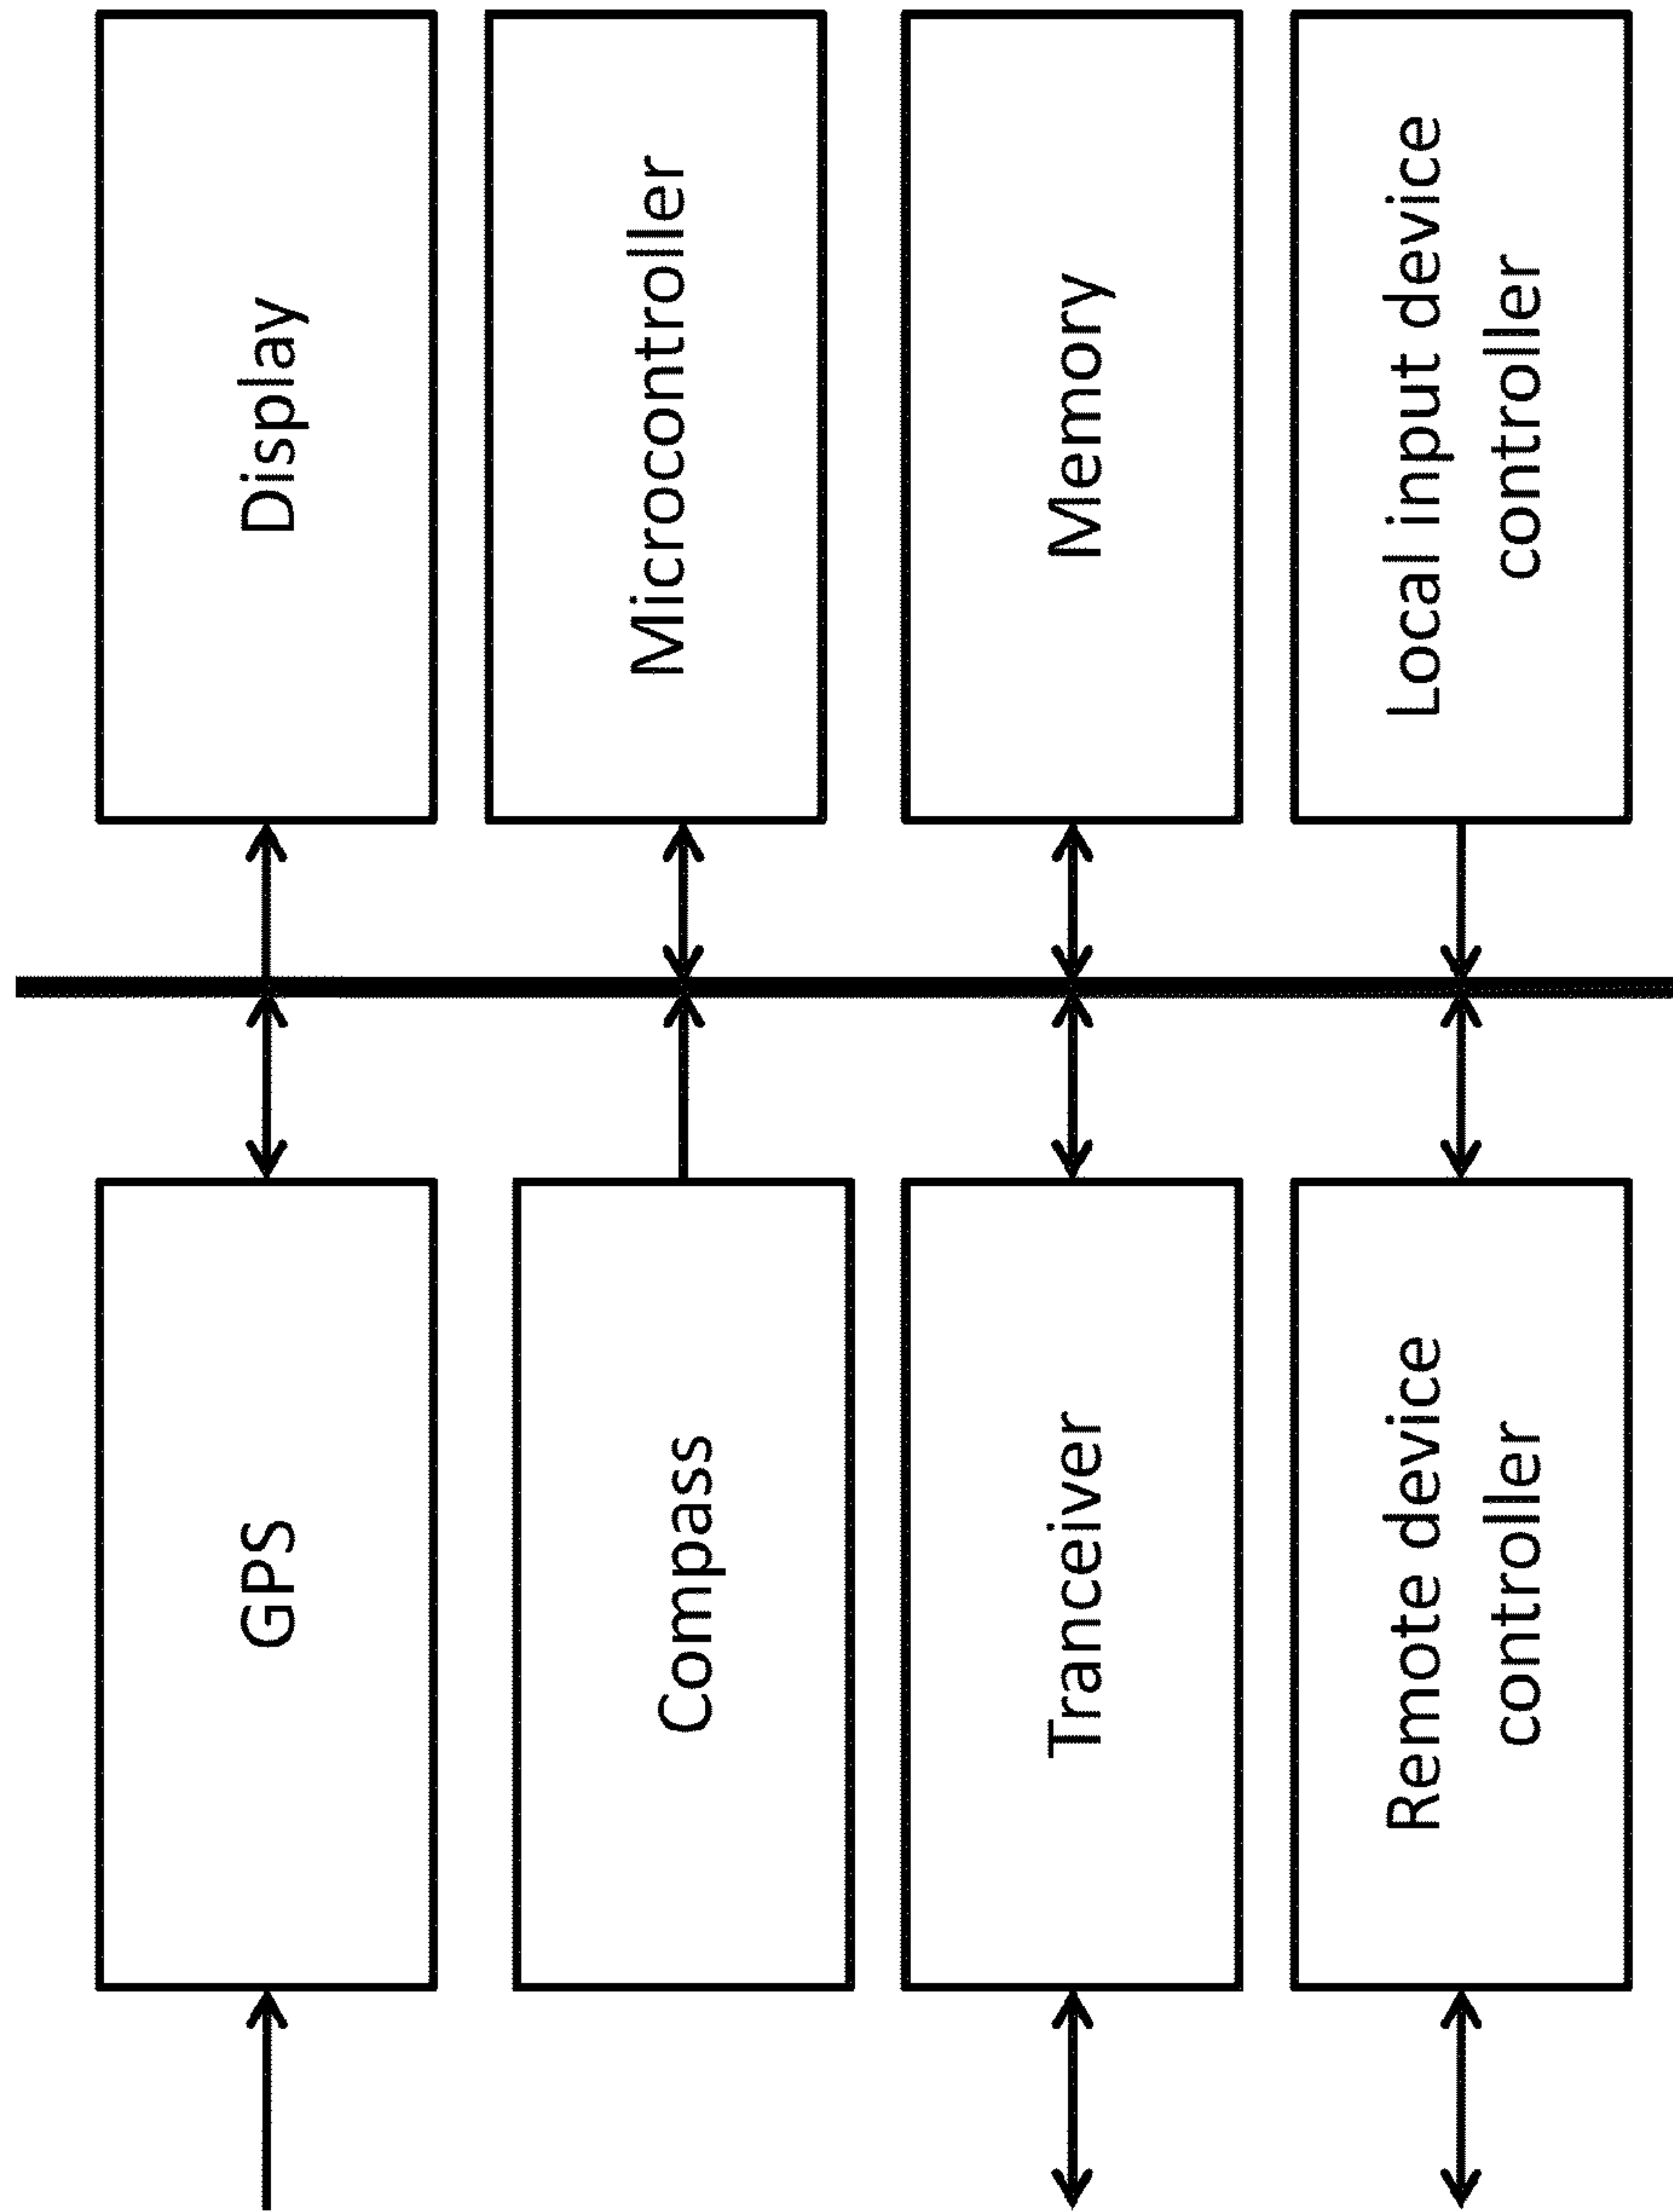 GPS
Display
Compass
Microcontroller
Tranceiver
Memory
Remote device
controller
Local input device
controller